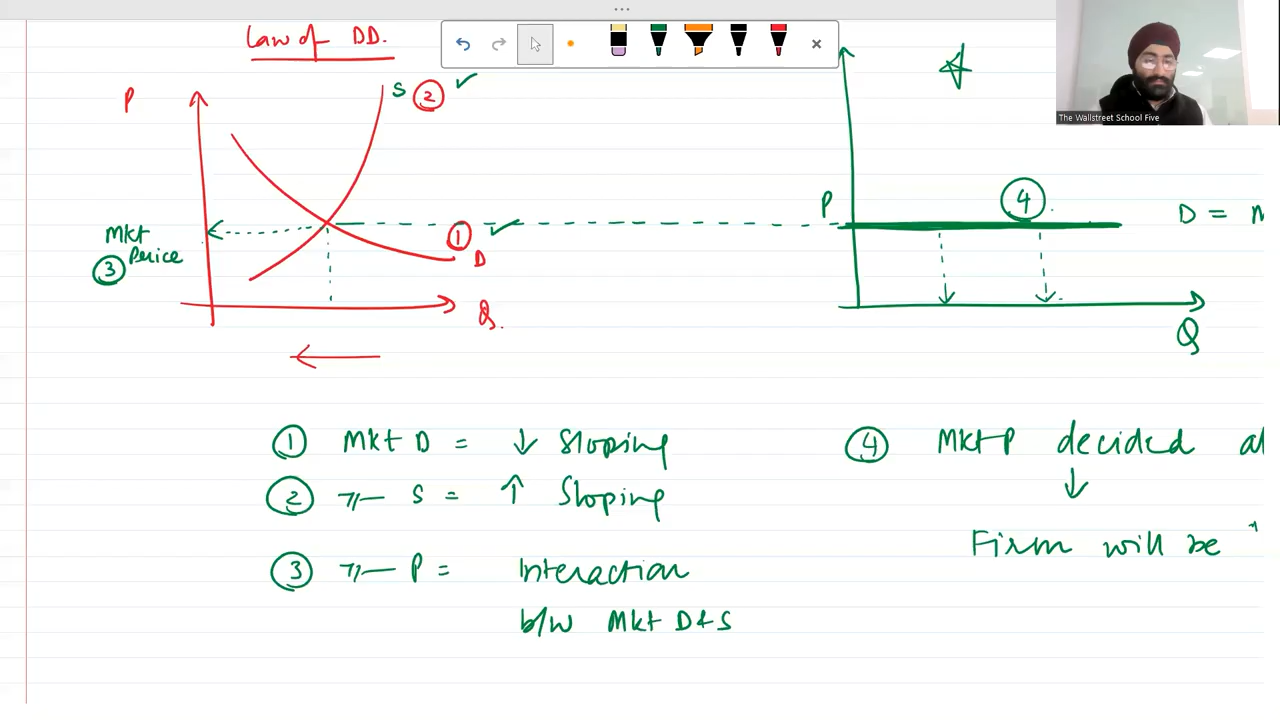 Law of DD.
The Wallstreet School Five
P
S 2
Mkt Price
3
1
D
Q.
P
4
D = M
Q
1 Mkt D = ↓ Sloping
2 —〃— S = ↑ Sloping
3 —〃— P = Interaction
b/w Mkt D & S
4 Mkt P decided
↓
Firm will be "